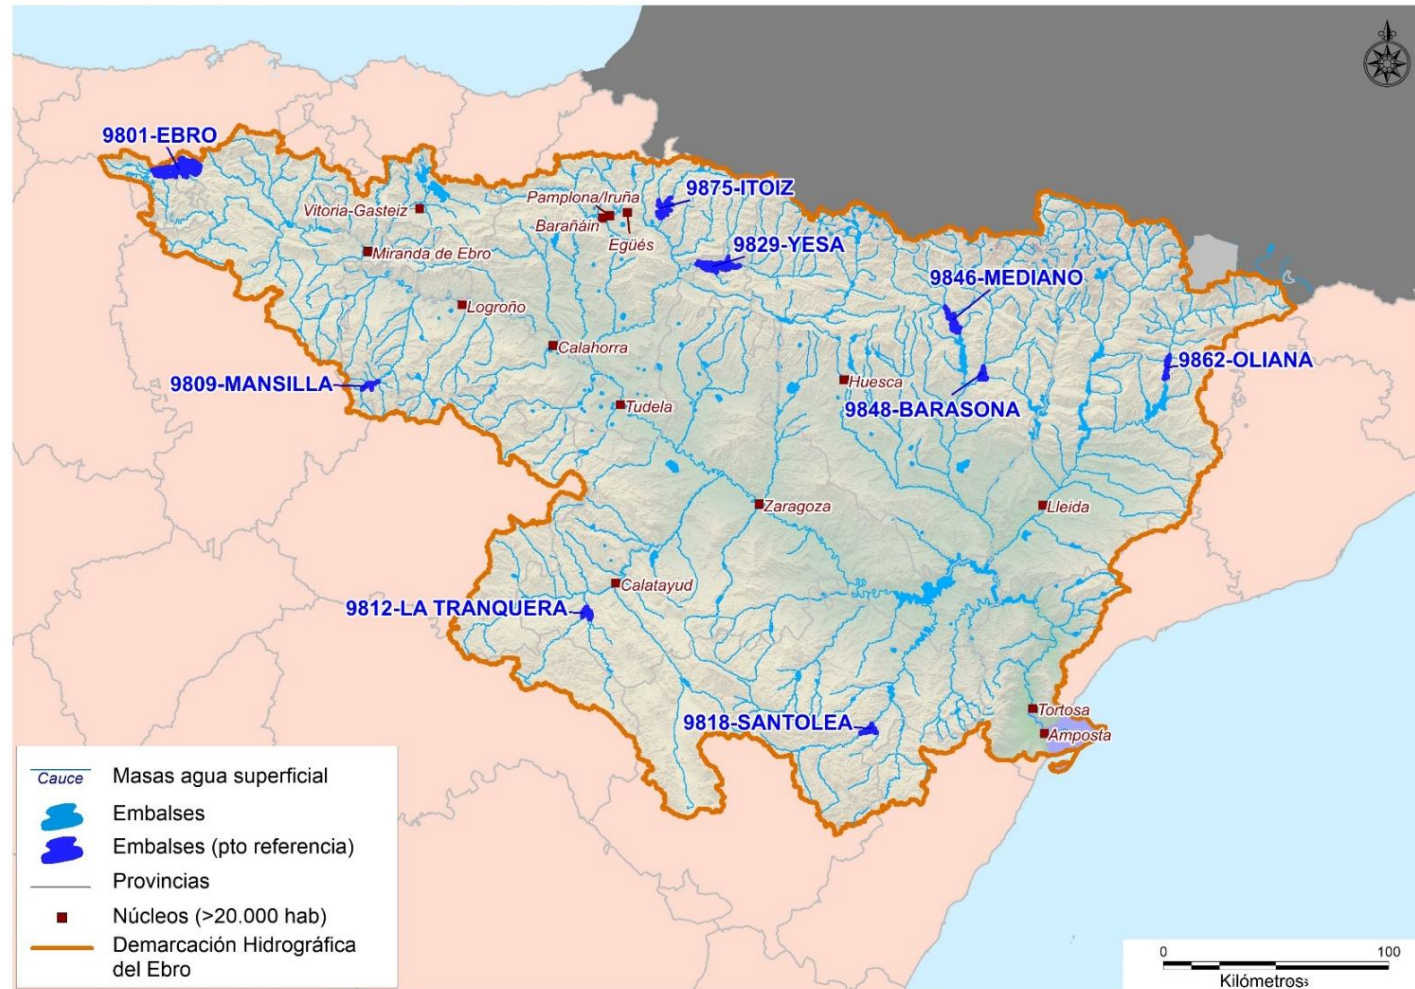 9801-EBRO
9875-ITOIZ
Pamplona/Iruña
Vitoria-Gasteiz
Barañáin
Egüés
9829-YESA
Miranda de Ebro
9846-MEDIANO
Logroño
Calahorra
9862-OLIANA
9809-MANSILLA
Huesca
9848-BARASONA
Tudela
Zaragoza
Lleida
Calatayud
9812-LA TRANQUERA
Tortosa
9818-SANTOLEA
Amposta
Cauce Masas agua superficial
Embalses
Embalses (pto referencia)
Provincias
Núcleos (>20.000 hab)
Demarcación Hidrográfica
del Ebro
0 100
Kilómetros